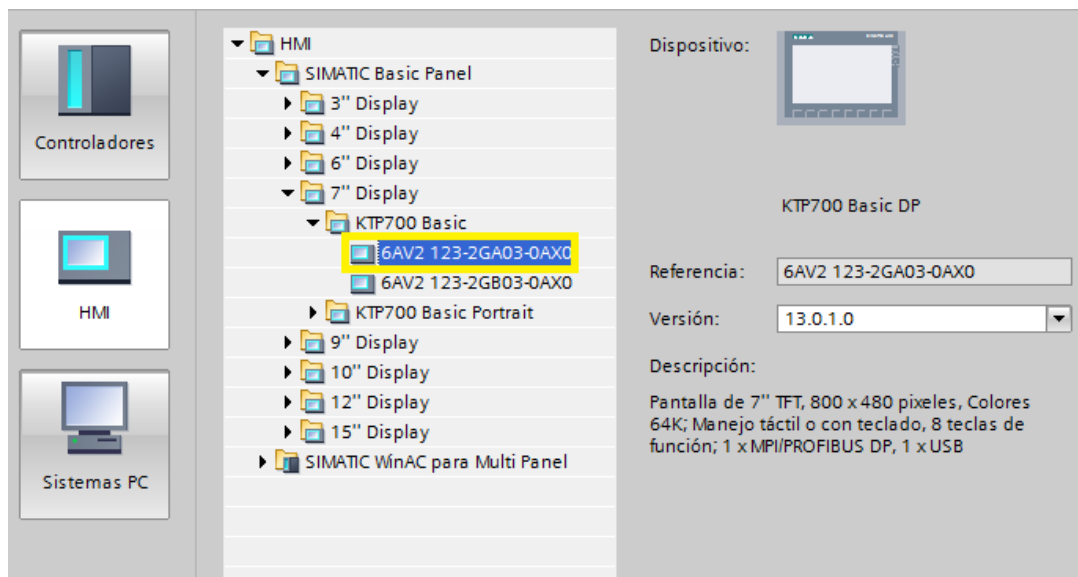 Controladores
HMI
Sistemas PC
HMI
SIMATIC Basic Panel
3'' Display
4'' Display
6'' Display
7'' Display
KTP700 Basic
6AV2 123-2GA03-0AX0
6AV2 123-2GB03-0AX0
KTP700 Basic Portrait
9'' Display
10'' Display
12'' Display
15'' Display
SIMATIC WinAC para Multi Panel
Dispositivo:
KTP700 Basic DP
Referencia: 6AV2 123-2GA03-0AX0
Versión: 13.0.1.0
Descripción:
Pantalla de 7'' TFT, 800 x 480 pixeles, Colores
64K; Manejo táctil o con teclado, 8 teclas de
función; 1 x MPI/PROFIBUS DP, 1 x USB